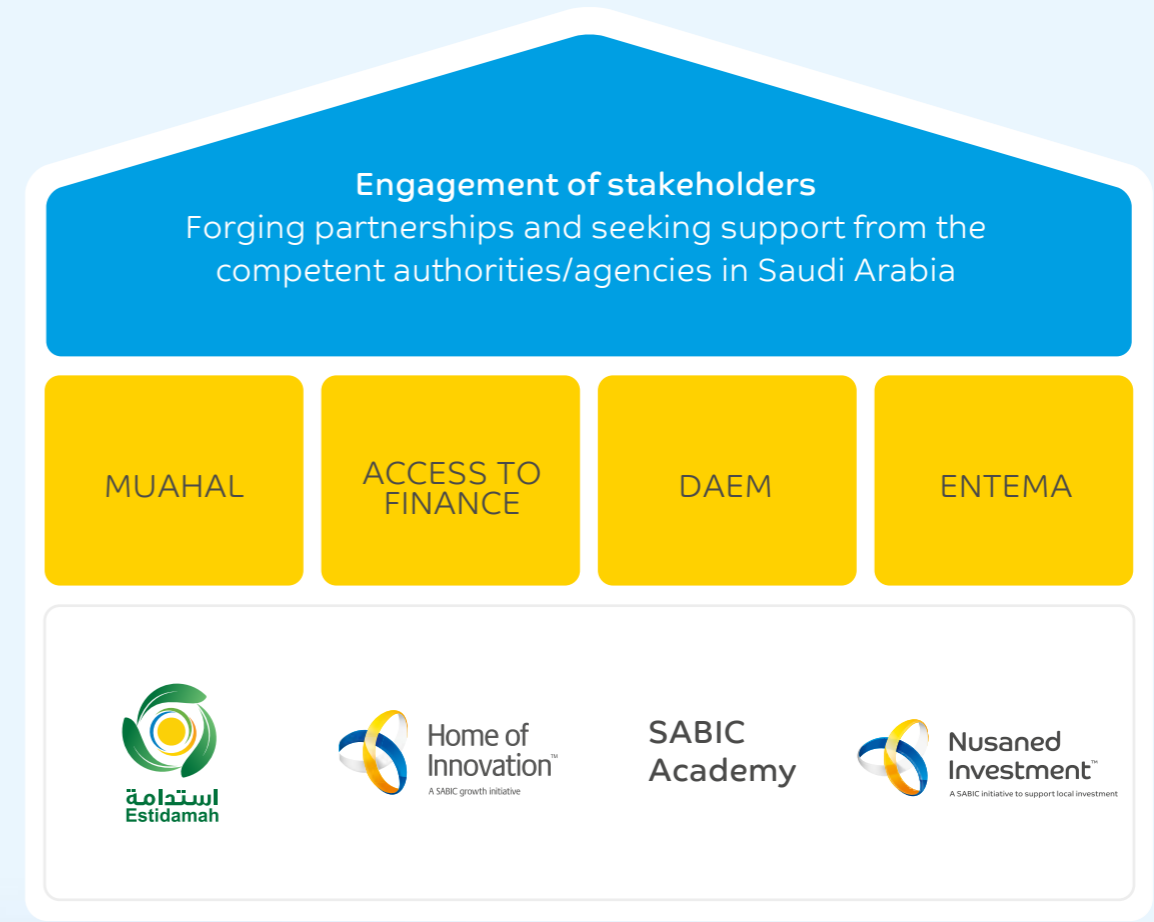 Engagement of stakeholders
Forging partnerships and seeking support from the
competent authorities/agencies in Saudi Arabia
MUAHAL
ACCESS TO
FINANCE
DAEM
ENTEMA
استدامة
Estidamah
Home of
Innovation™
A SABIC growth initiative
SABIC
Academy
Nusaned
Investment™
A SABIC initiative to support local investment